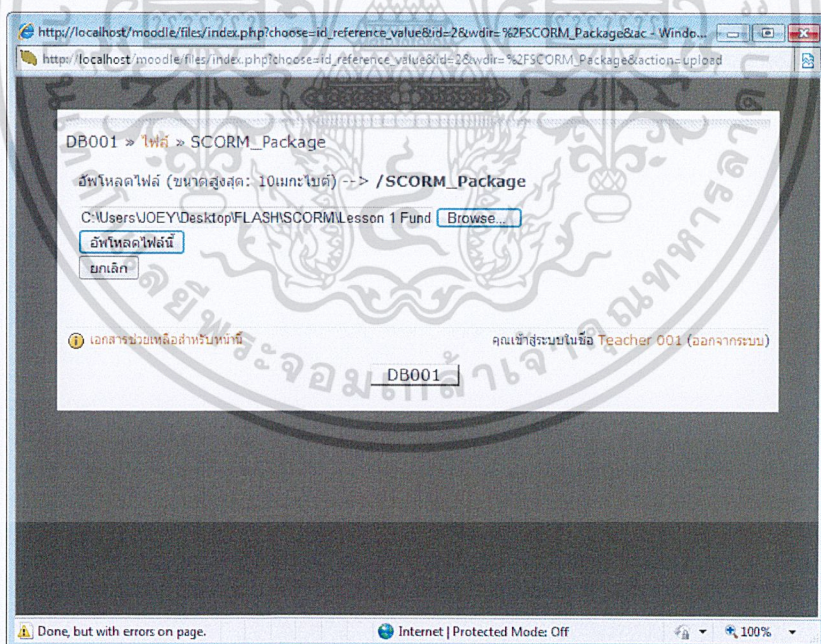 http://localhost/moodle/files/index.php?choose=id_reference_value&id=2&wdir=%2FSCORM_Package&ac - Windo...
http://localhost/moodle/files/index.php?choose=id_reference_value&id=2&wdir=%2FSCORM_Package&action=upload
DB001 » ไฟล์ » SCORM_Package
อัพโหลดไฟล์ (ขนาดสูงสุด: 10เมกะไบต์) --> /SCORM_Package
C:\Users\JOEY\Desktop\FLASH\SCORM\Lesson 1 Fund Browse...
อัพโหลดไฟล์นี้
ยกเลิก
เอกสารช่วยเหลือสำหรับหน้านี้ คุณเข้าสู่ระบบในชื่อ Teacher 001 (ออกจากระบบ)
DB001
Done, but with errors on page. Internet | Protected Mode: Off 100%